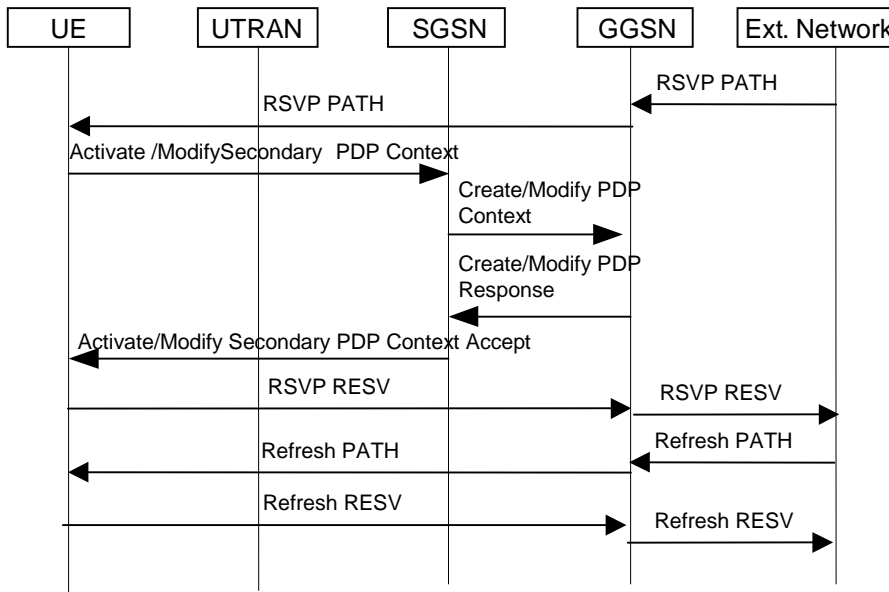 UE UTRAN SGSN GGSN Ext. Network
RSVP PATH
RSVP PATH
Activate /ModifySecondary PDP Context
Create/Modify PDP
Context
Create/Modify PDP
Response
Activate/Modify Secondary PDP Context Accept
RSVP RESV
RSVP RESV
Refresh PATH
Refresh PATH
Refresh RESV
Refresh RESV